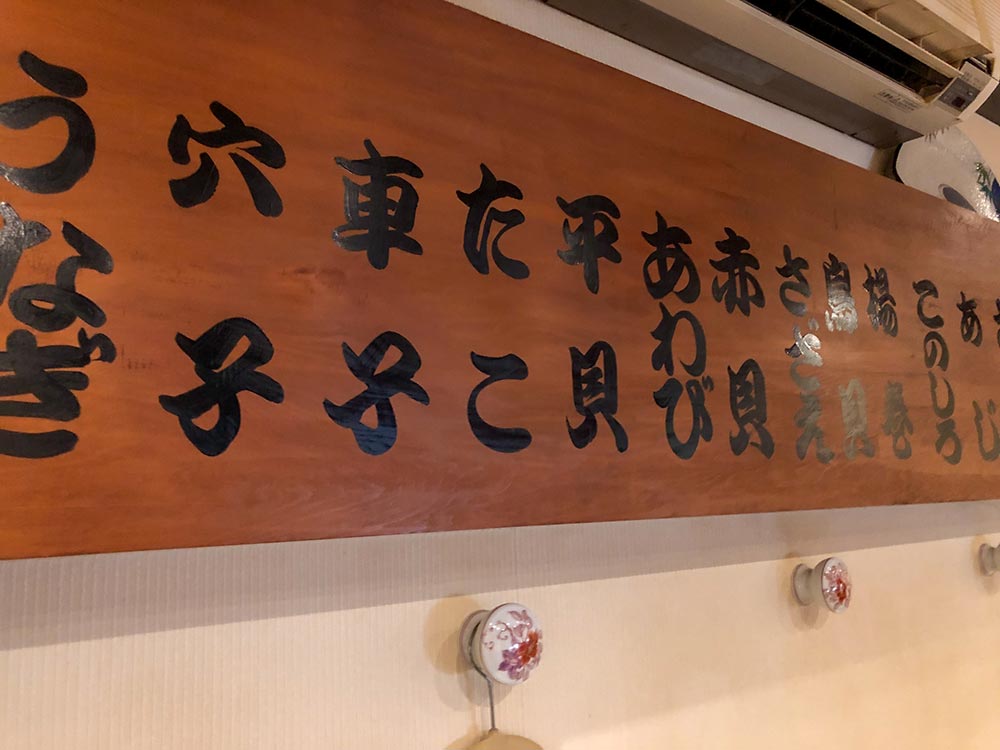 あじ
このしろ
揚巻
鳥貝
さざえ
赤貝
あわび
平貝
たこ
車子
穴子
うなぎ